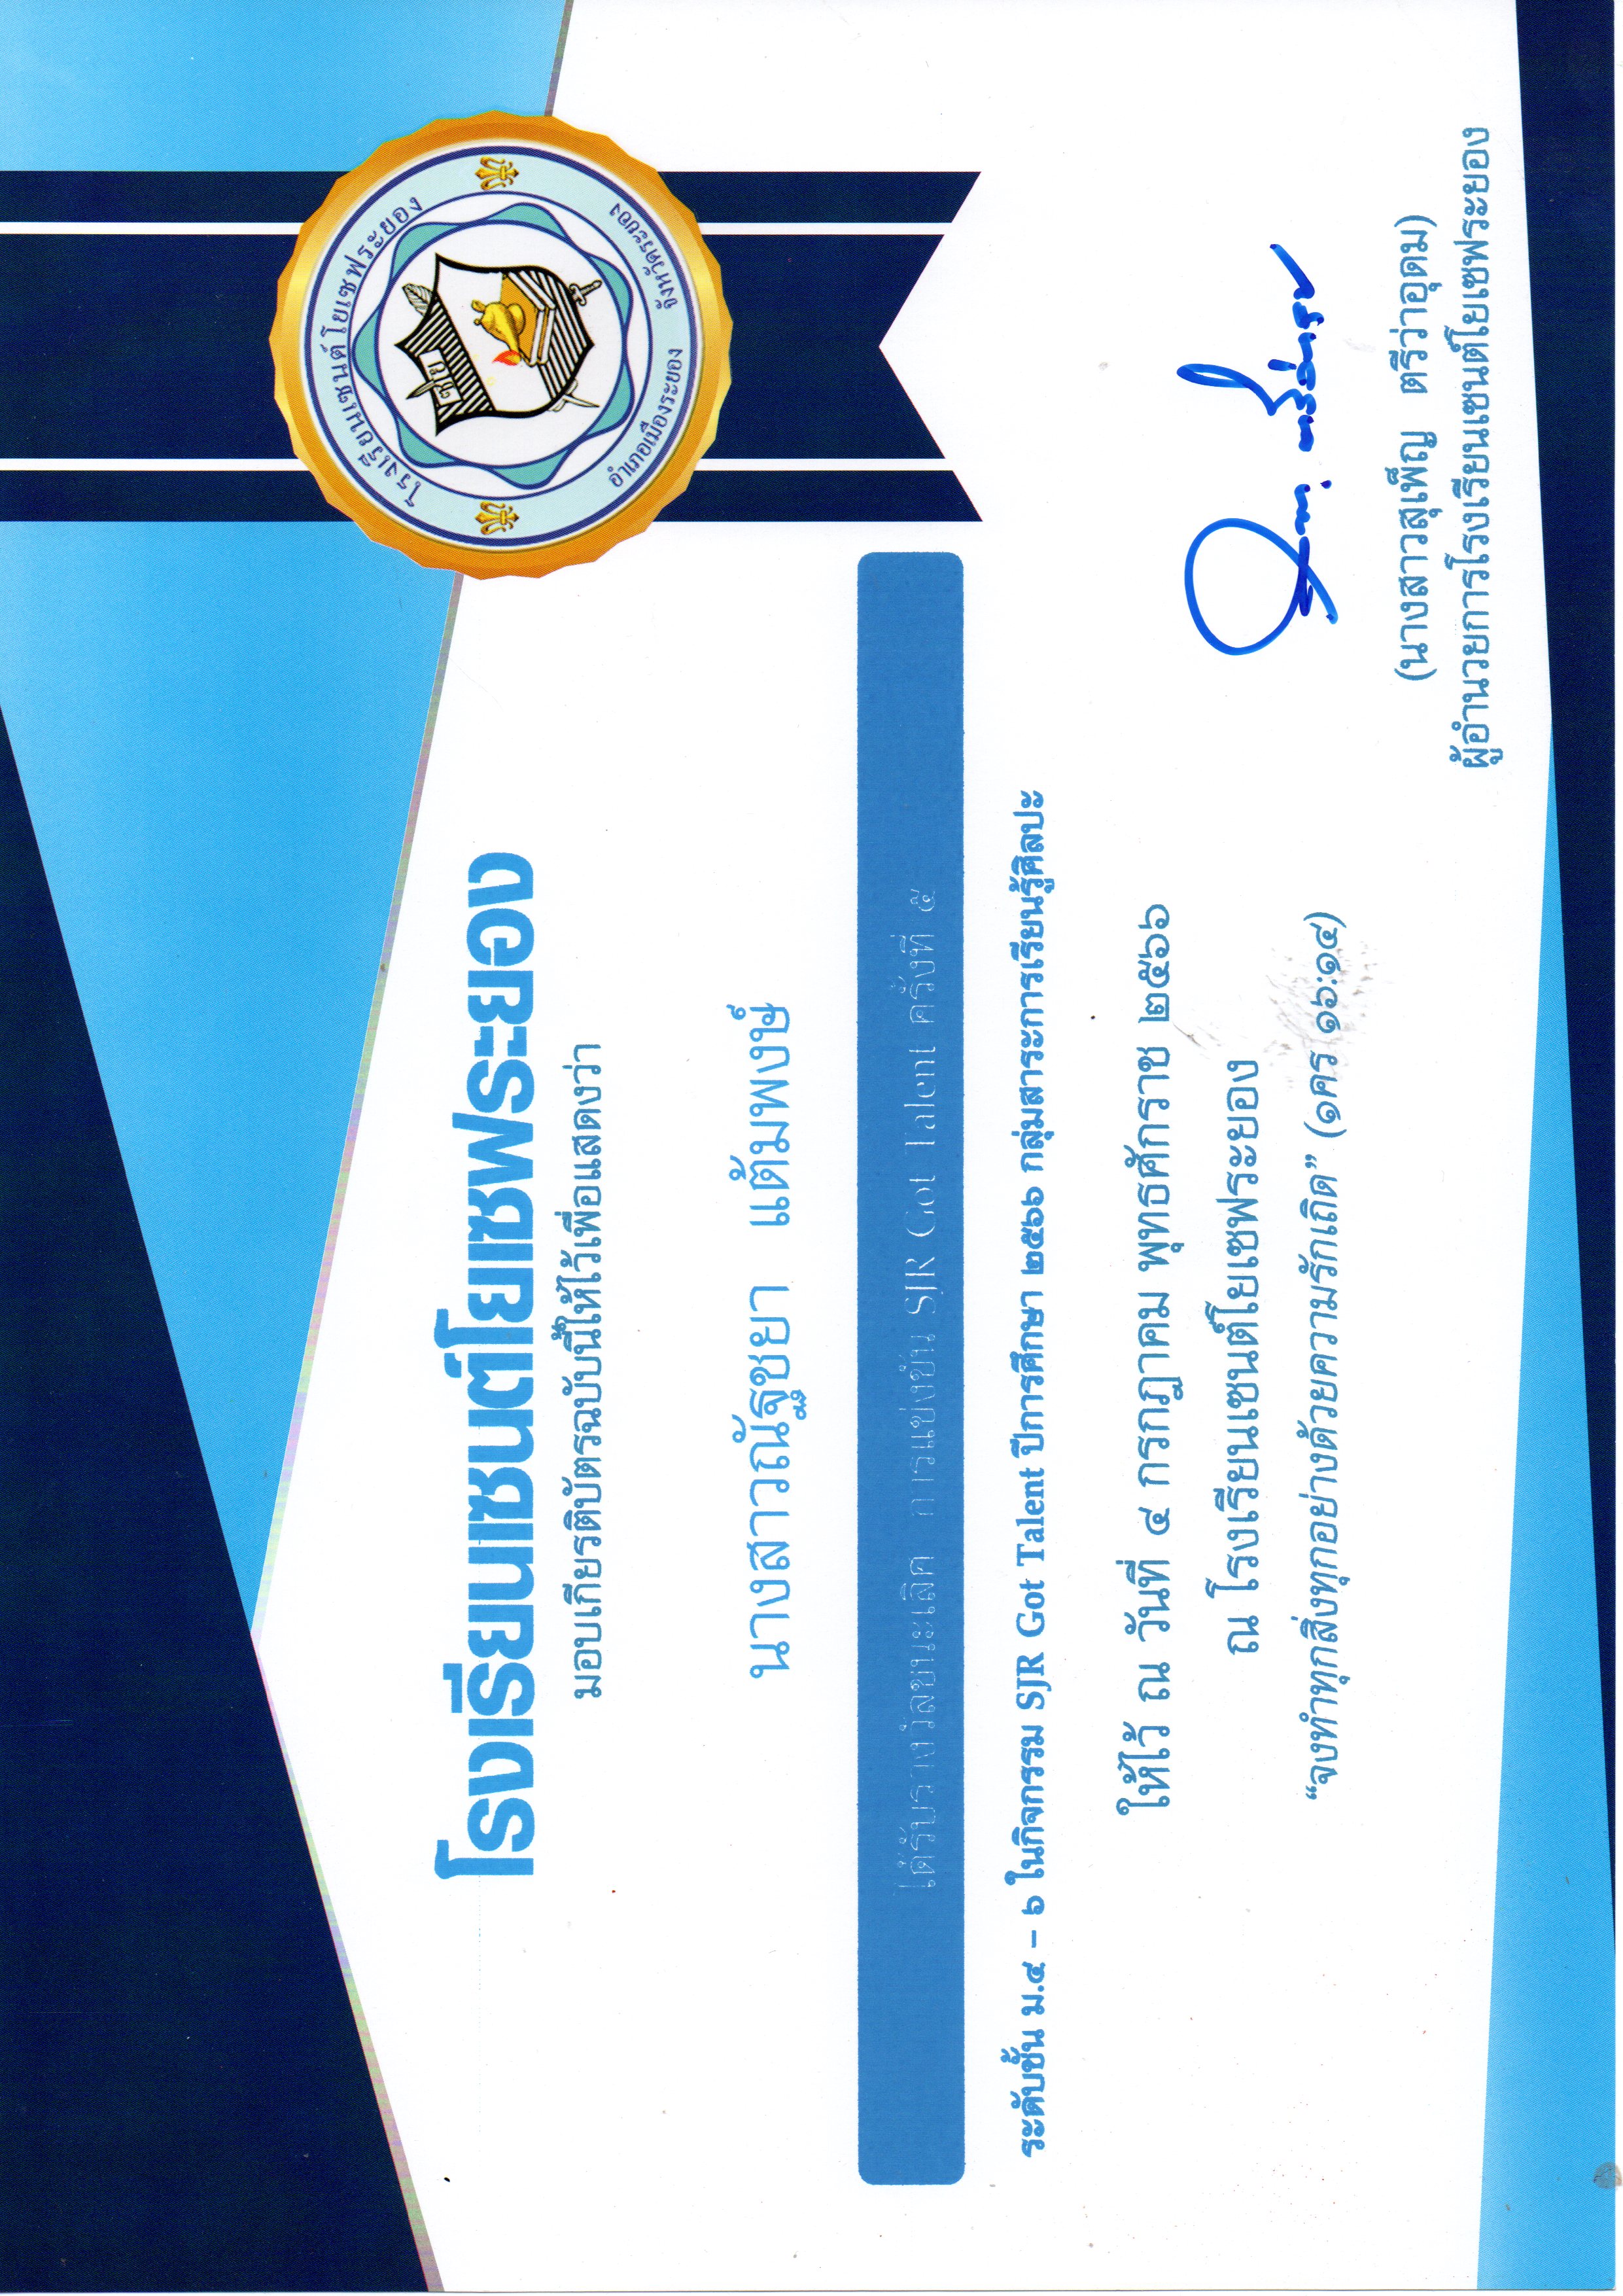 โรงเรียนเซนต์โยเซฟระยอง
มอบเกียรติบัตรฉบับนี้ให้ไว้เพื่อแสดงว่า
นางสาวณัฐชยา แต้มพงษ์
ได้รับรางวัลชนะเลิศ การแข่งขัน SJR Got Talent ครั้งที่ ๕
ระดับชั้น ม.๔ – ๖ ในกิจกรรม SJR Got Talent ปีการศึกษา ๒๕๖๖ กลุ่มสาระการเรียนรู้ศิลปะ
ให้ไว้ ณ วันที่ ๔ กรกฎาคม พุทธศักราช ๒๕๖๖
ณ โรงเรียนเซนต์โยเซฟระยอง
“จงทำทุกสิ่งทุกอย่างด้วยความรักเถิด” (๑คร ๑๖:๑๔)
(นางสาวสุเพ็ญ ตรีว่าอุดม)
ผู้อำนวยการโรงเรียนเซนต์โยเซฟระยอง
โรงเรียนเซนต์โยเซฟระยอง
ซย
อำเภอเมืองระยอง จังหวัดระยอง